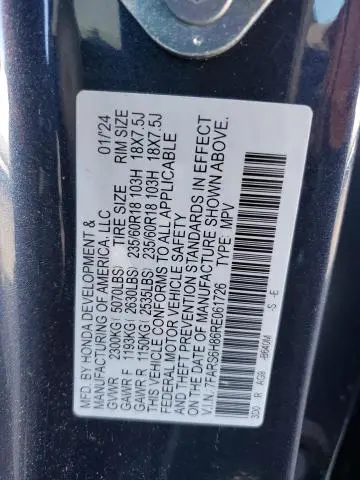 MFD. BY HONDA DEVELOPMENT &
MANUFACTURING OF AMERICA, LLC 01/'24
GVWR 2300KG( 5070LBS) TIRE SIZE RIM SIZE
GAWR F 1193KG( 2630LBS) 235/60R18 103H 18X7.5J
GAWR R 1150KG( 2535LBS) 235/60R18 103H 18X7.5J
THIS VEHICLE CONFORMS TO ALL APPLICABLE
FEDERAL MOTOR VEHICLE SAFETY
AND THEFT PREVENTION STANDARDS IN EFFECT
ON THE DATE OF MANUFACTURE SHOWN ABOVE.
V.I.N.:7FARS6H86RE061726 TYPE: MPV
3D0 R AG9 -B640M -S -E